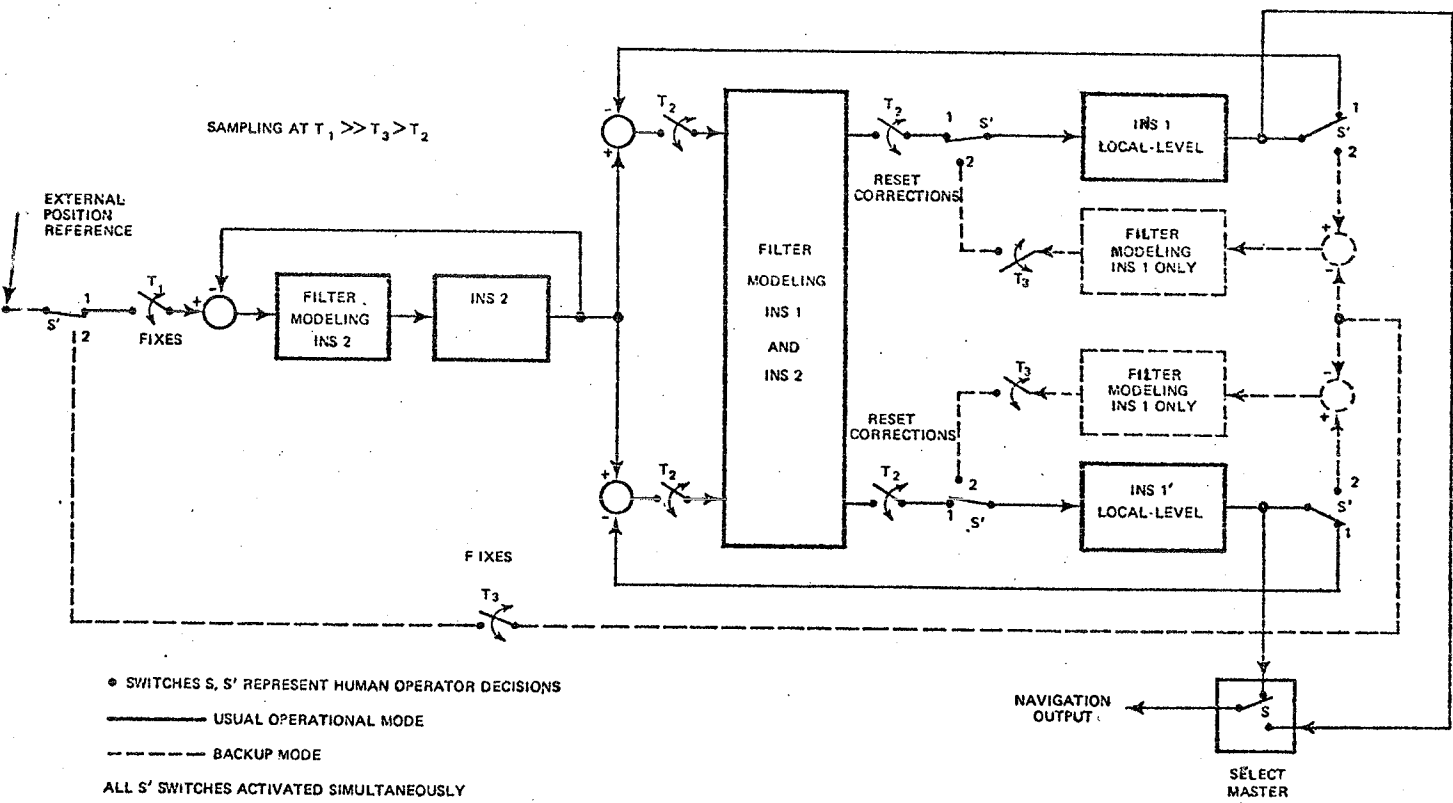 SAMPLING AT T1 >> T3 > T2
EXTERNAL
POSITION
REFERENCE
S'
1
2
T1
FIXES
+
-
FILTER
MODELING
INS 2
INS 2
-
+
T2
+
-
T2
FILTER
MODELING
INS 1
AND
INS 2
T2
1
S'
2
RESET
CORRECTIONS
INS 1
LOCAL-LEVEL
1
S'
2
FILTER
MODELING
INS 1 ONLY
T3
+
-
T3
FILTER
MODELING
INS 1 ONLY
-
+
RESET
CORRECTIONS
T2
2
1
S'
INS 1'
LOCAL-LEVEL
2
S'
1
FIXES
T3
• SWITCHES S, S' REPRESENT HUMAN OPERATOR DECISIONS
USUAL OPERATIONAL MODE
BACKUP MODE
ALL S' SWITCHES ACTIVATED SIMULTANEOUSLY
NAVIGATION
OUTPUT
S
SELECT
MASTER